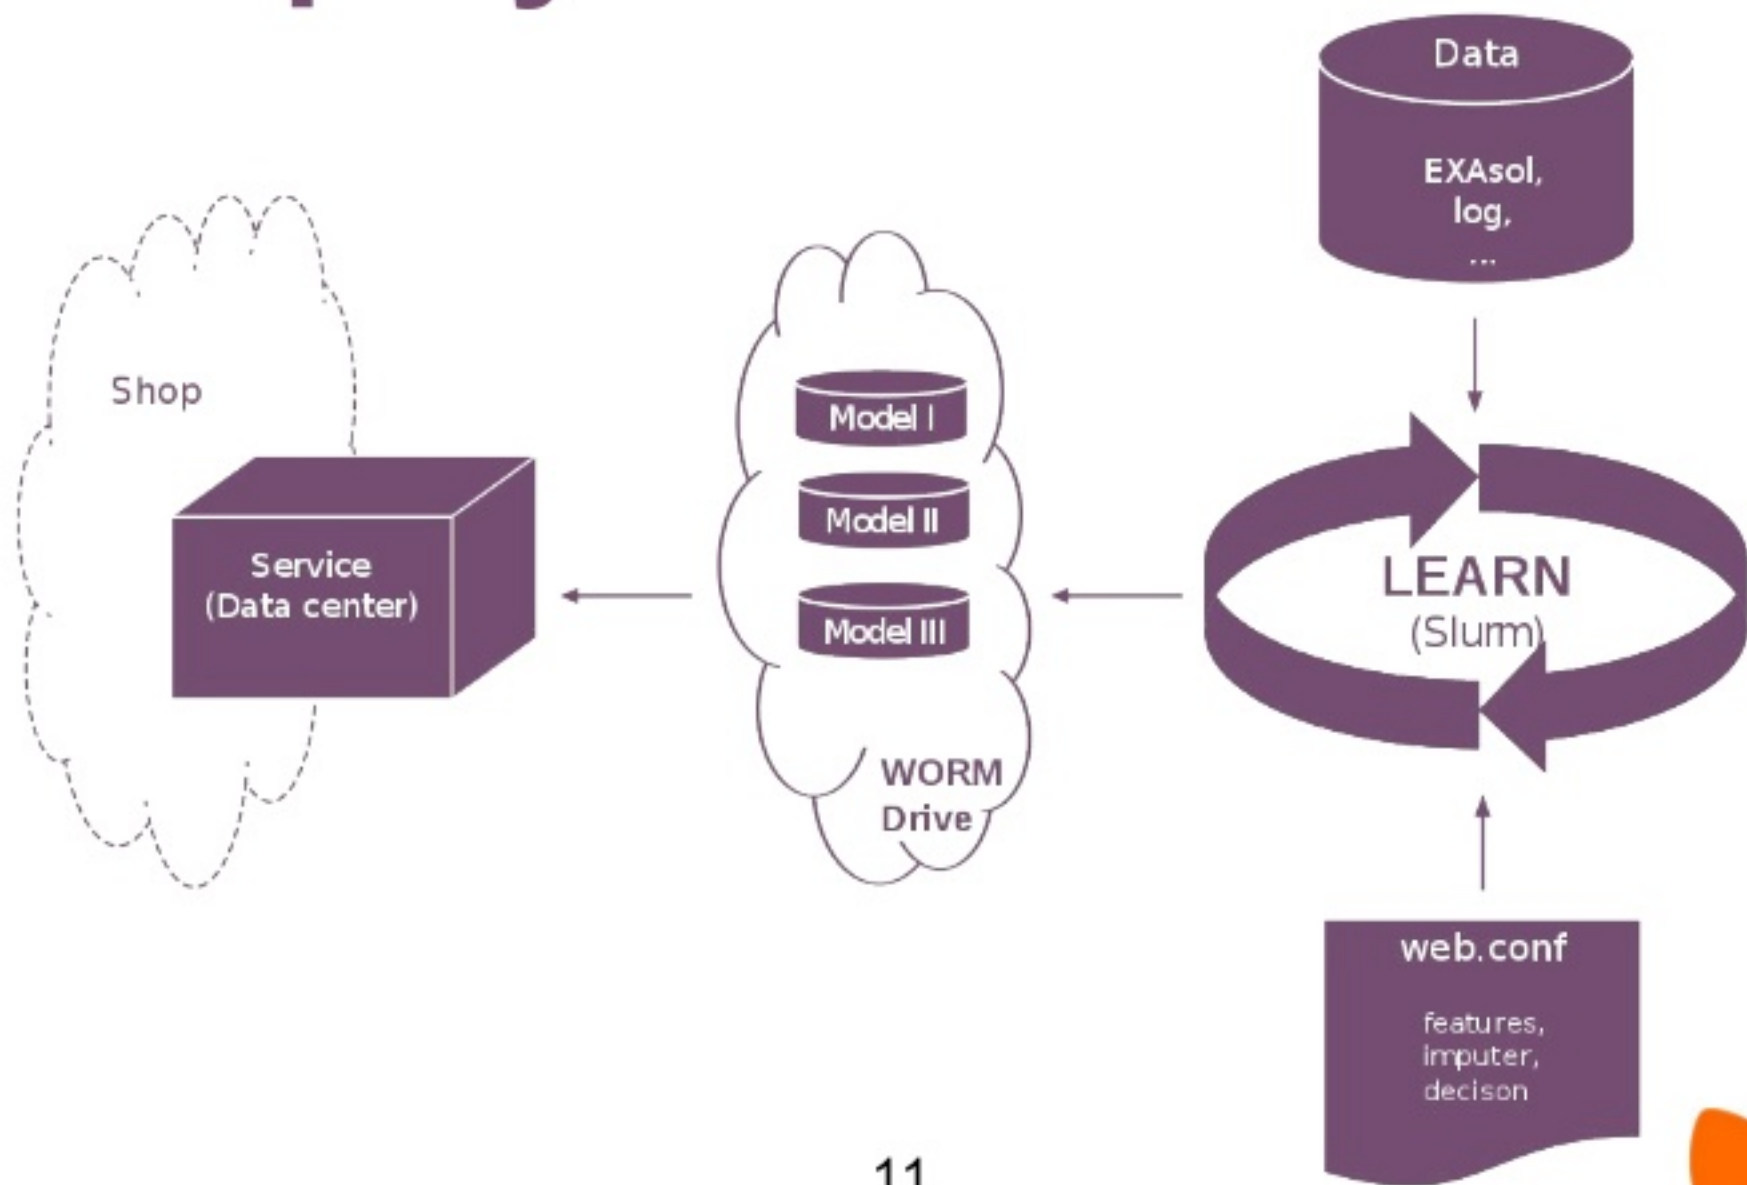 Data
EXAsol,
log,
...
Shop
Model I
Model II
Model III
Service
(Data center)
LEARN
(Slurm)
WORM
Drive
web.conf
features,
imputer,
decison
11